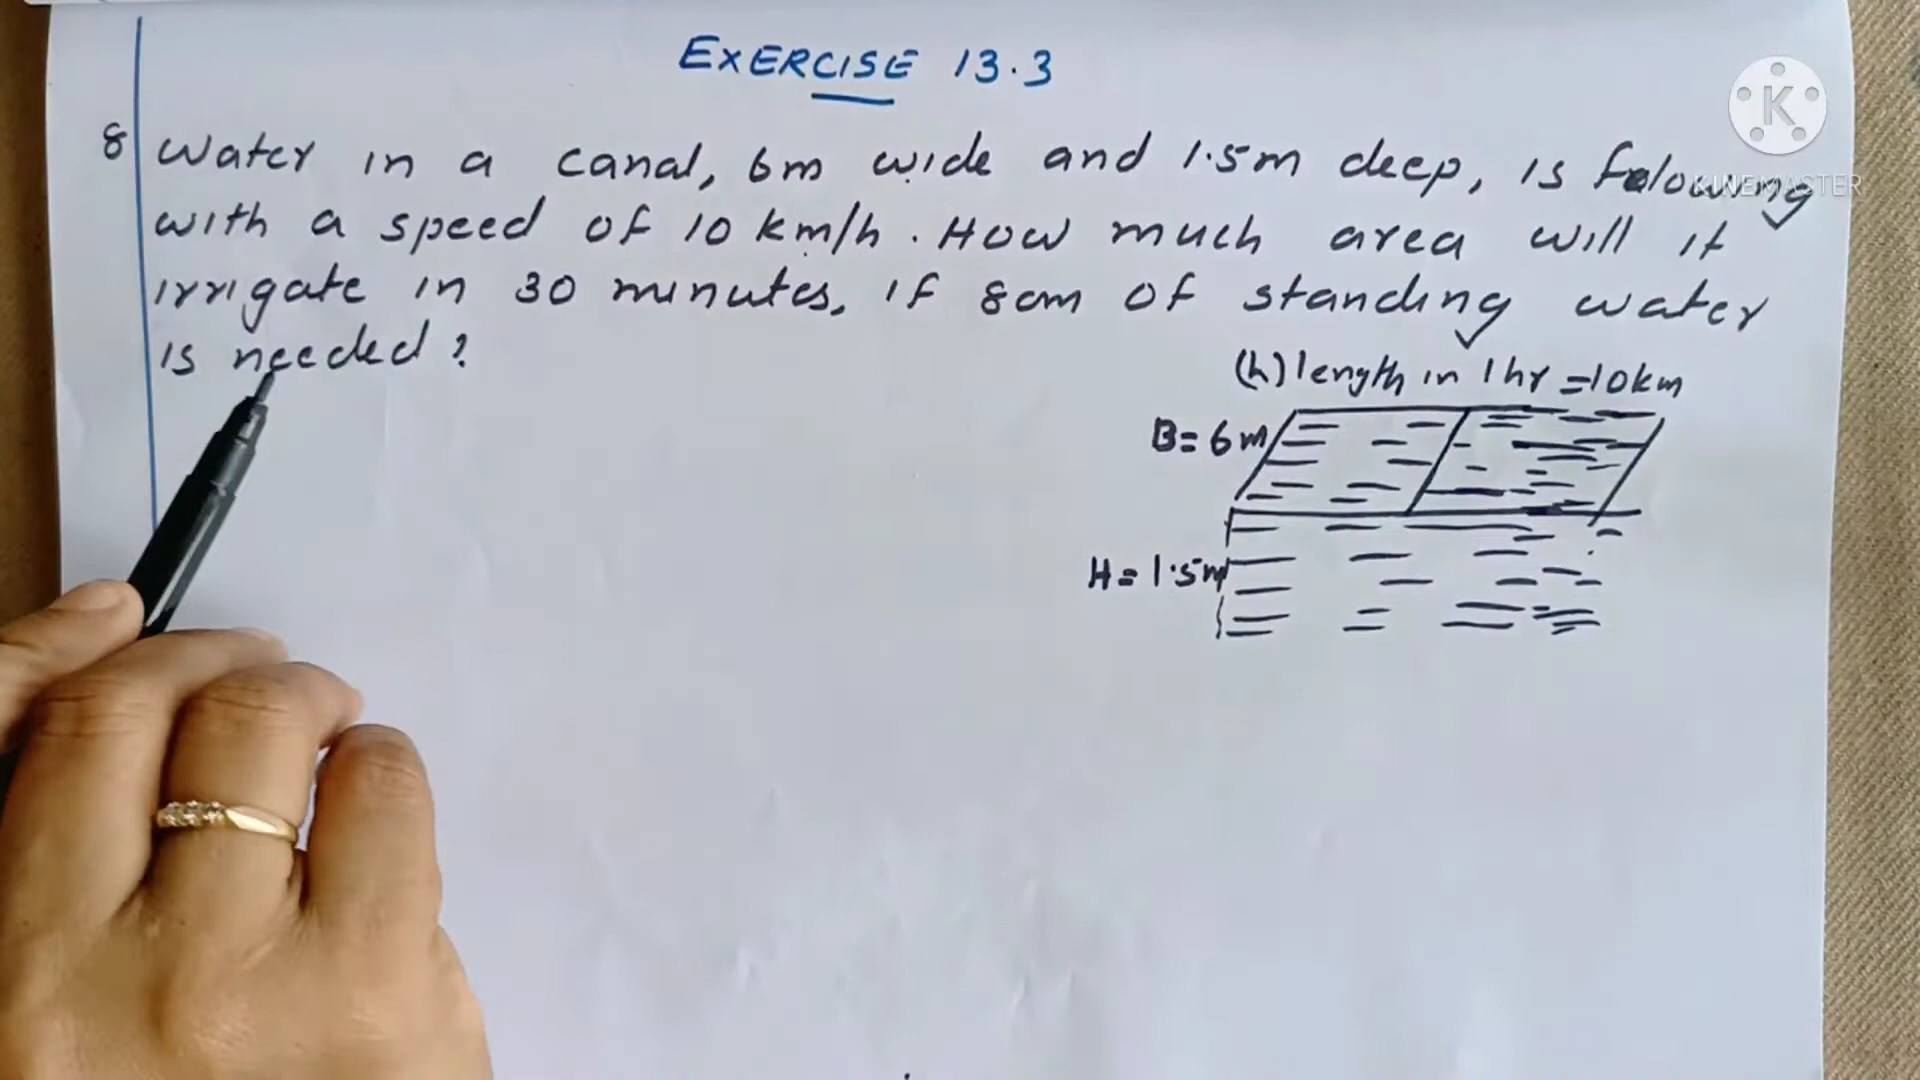 EXERCISE 13.3
8 Water in a canal, 6m wide and 1.5m deep, is folowing
with a speed of 10 km/h. How much area will it
irrigate in 30 minutes, if 8cm of standing water
is needed?
(h) length in 1hr = 10km
B = 6m
H = 1.5m
K
KINEMASTER